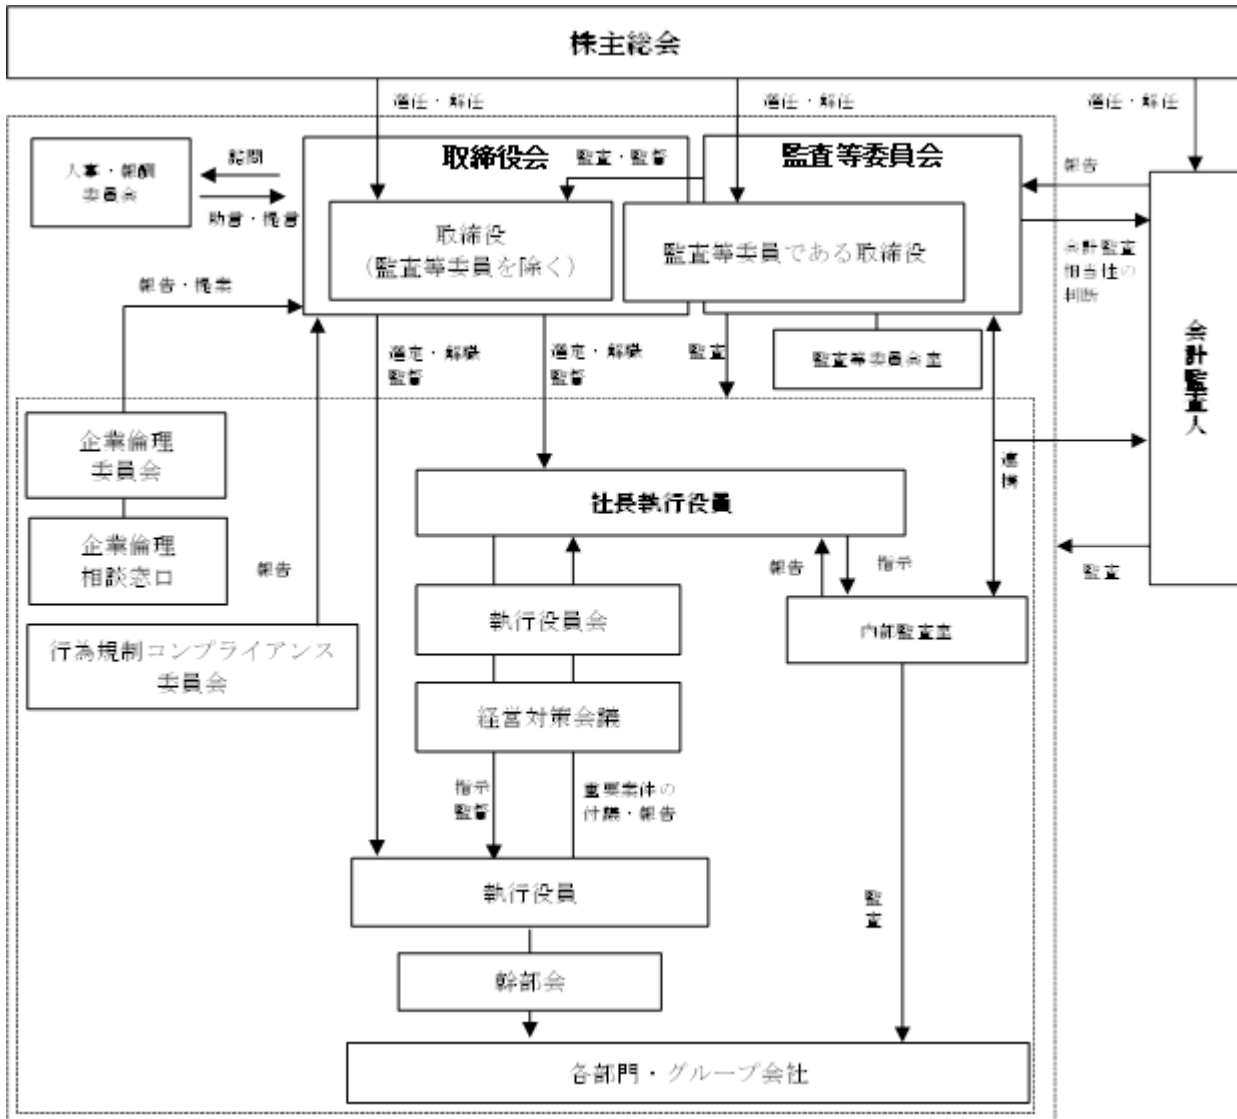 株主総会
選任・解任
選任・解任
選任・解任
人事・報酬
委員会
諮問
助言・提言
取締役会
監査・監督
監査等委員会
報告
取締役
(監査等委員を除く)
監査等委員である取締役
会計監査
相当性の
判断
報告・提案
選定・解職
監督
選定・解職
監督
監査
監査等委員会室
会計監査人
企業倫理
委員会
連携
社長執行役員
企業倫理
相談窓口
報告
報告
指示
監査
執行役員会
内部監査室
行為規制コンプライアンス
委員会
経営対策会議
指示
監督
重要案件の
付議・報告
執行役員
監査
幹部会
各部門・グループ会社